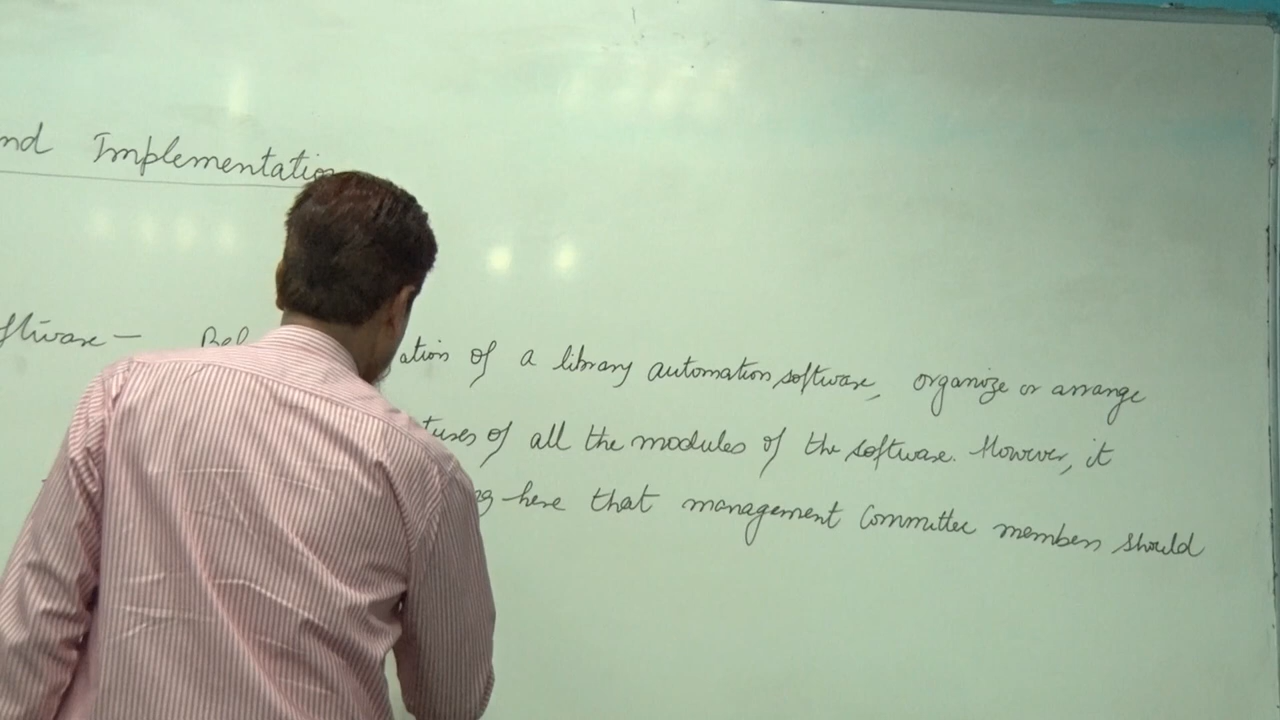 nd Implementation
ftware - ation of a library automation software, organize or arrange
tures of all the modules of the software. However, it
ng here that management Committee members should